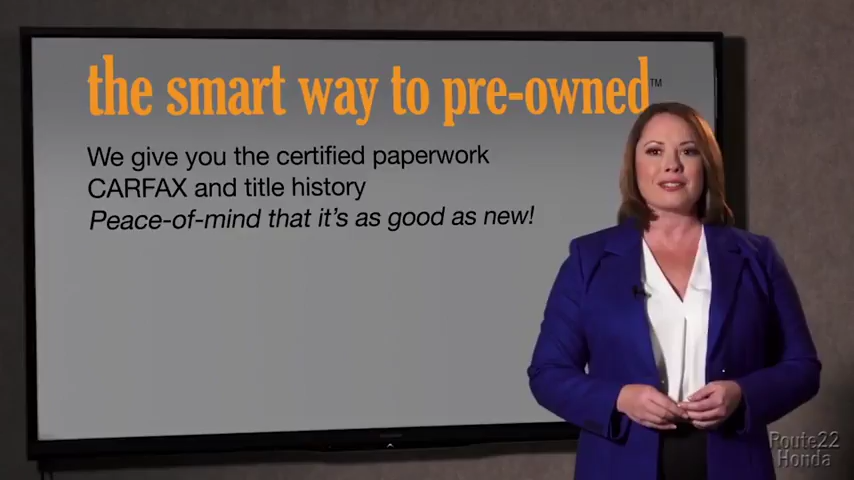 the smart way to pre-owned™
We give you the certified paperwork
CARFAX and title history
Peace-of-mind that it's as good as new!
Route22
Honda